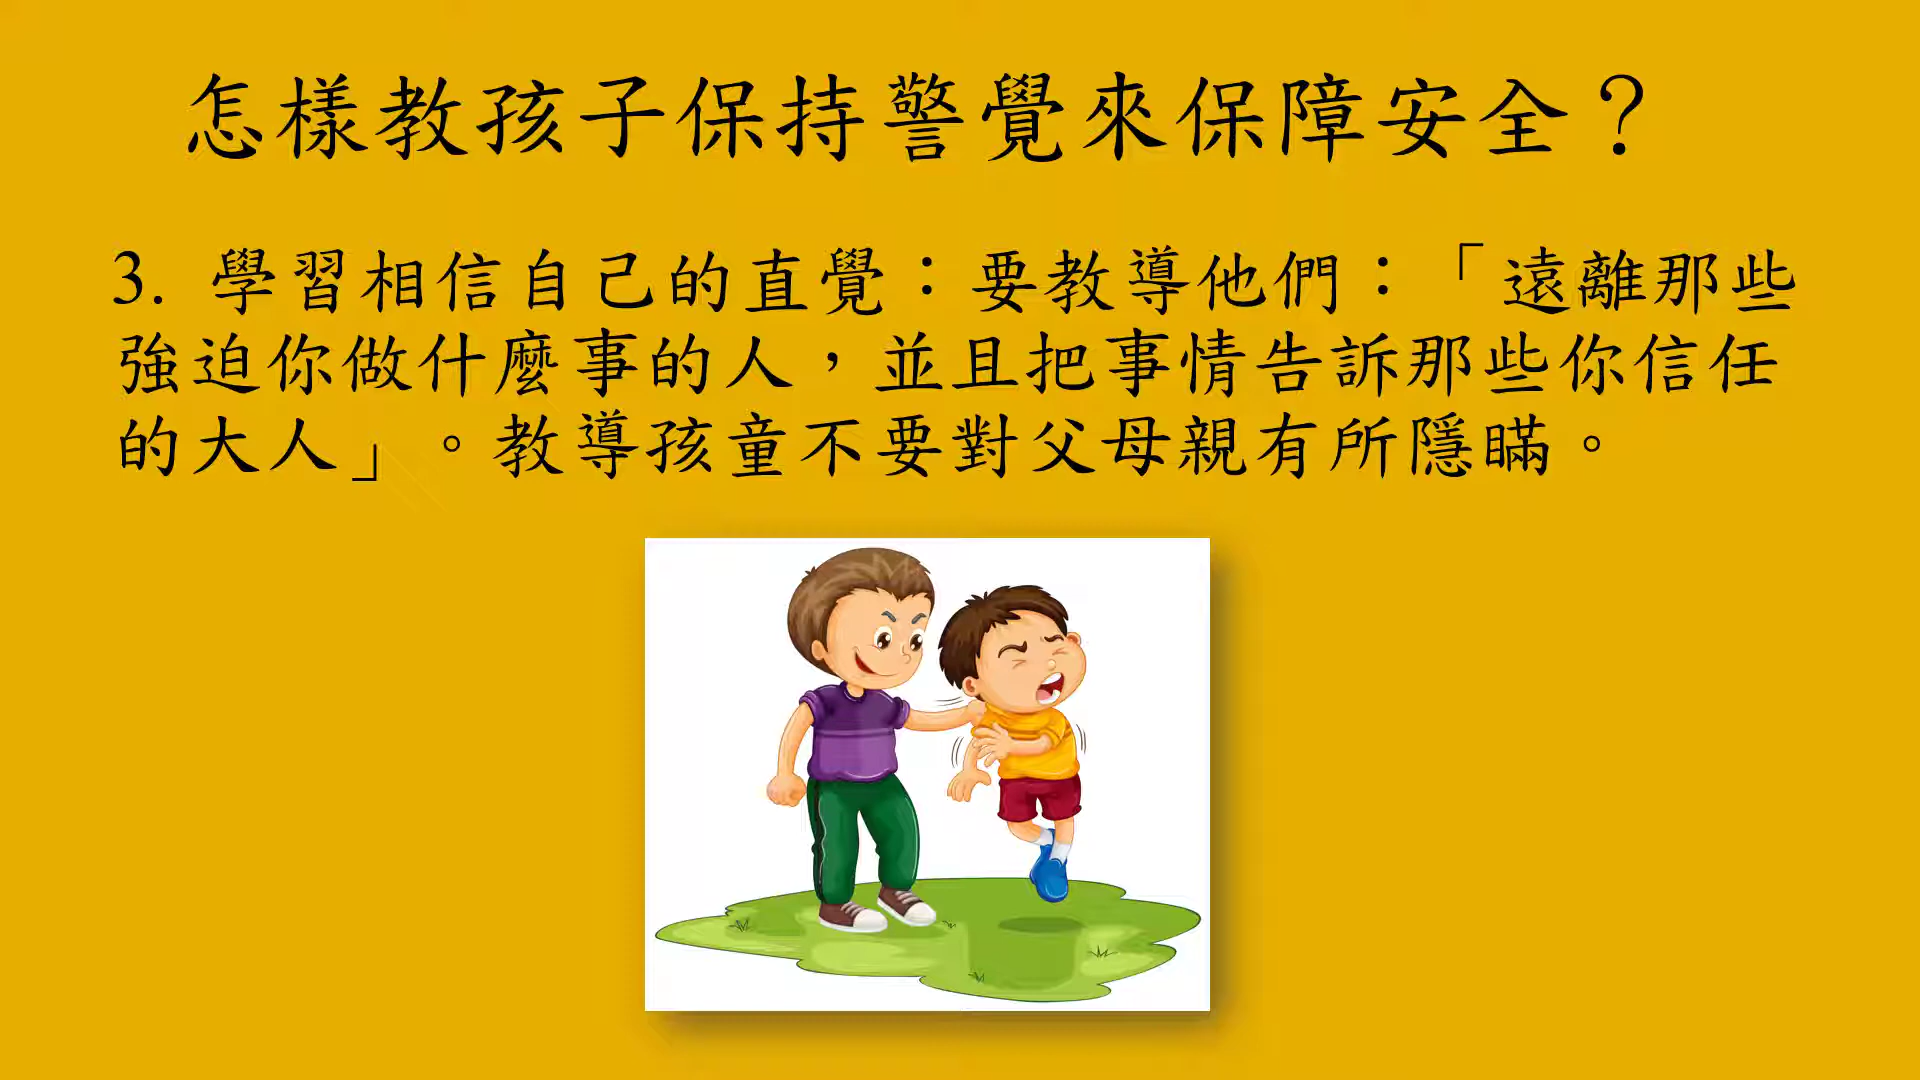 怎樣教孩子保持警覺來保障安全？
3. 學習相信自己的直覺：要教導他們：「遠離那些
強迫你做什麼事的人，並且把事情告訴那些你信任
的大人」。教導孩童不要對父母親有所隱瞞。